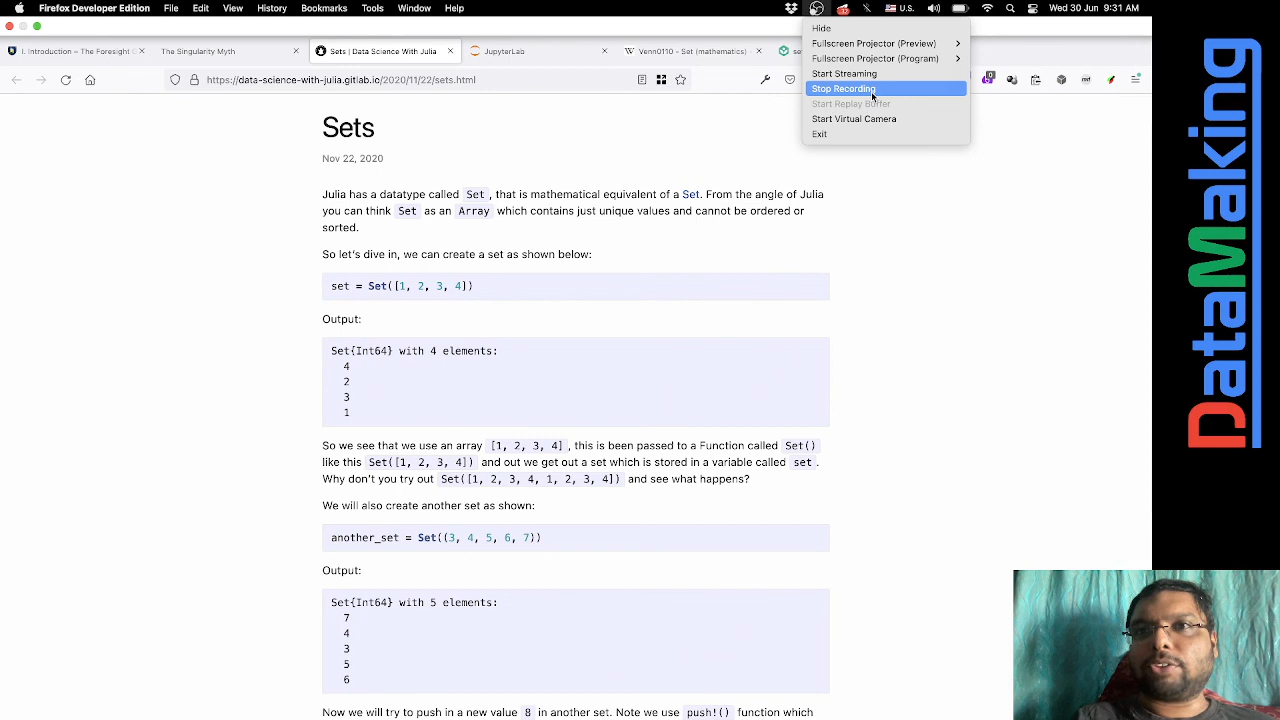 Firefox Developer Edition File Edit View History Bookmarks Tools Window Help U.S. Wed 30 Jun 9:31 AM
Hide
Fullscreen Projector (Preview)
Fullscreen Projector (Program)
Start Streaming
Stop Recording
Start Replay Buffer
Start Virtual Camera
Exit
I. Introduction – The Foresight G
The Singularity Myth
Sets | Data Science With Julia
JupyterLab
Venn0110 - Set (mathematics) -
https://data-science-with-julia.gitlab.io/2020/11/22/sets.html
Sets
Nov 22, 2020
Julia has a datatype called Set, that is mathematical equivalent of a Set. From the angle of Julia
you can think Set as an Array which contains just unique values and cannot be ordered or
sorted.
So let's dive in, we can create a set as shown below:
set = Set([1, 2, 3, 4])
Output:
Set{Int64} with 4 elements:
4
2
3
1
So we see that we use an array [1, 2, 3, 4], this is been passed to a Function called Set()
like this Set([1, 2, 3, 4]) and out we get out a set which is stored in a variable called set.
Why don't you try out Set([1, 2, 3, 4, 1, 2, 3, 4]) and see what happens?
We will also create another set as shown:
another_set = Set((3, 4, 5, 6, 7))
Output:
Set{Int64} with 5 elements:
7
4
3
5
6
Now we will try to push in a new value 8 in another set. Note we use push!() function which
DataMaking